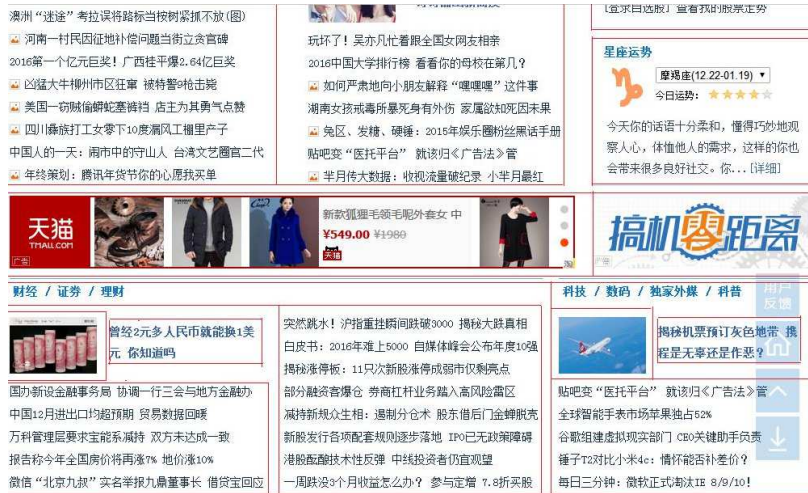 澳洲“迷途”考拉误将路标当桉树紧抓不放(图)
河南一村民因征地补偿问题当街立贪官碑
2016第一个亿元巨奖！广西桂平爆2.64亿巨奖
凶猛大牛柳州市区狂窜 被特警9枪击毙
美国一窃贼偷蟒蛇塞裤裆 店主为其勇气点赞
四川彝族打工女零下10度漏风工棚里产子
中国人的一天：闹市中的守山人 台湾文艺圈官二代
年终策划：腾讯年货节你的心愿我买单
玩坏了！吴亦凡忙着跟全国女网友相亲
2016中国大学排行榜 看看你的母校在第几？
如何严肃地向小朋友解释“嘿嘿嘿”这件事
湖南女孩戒毒所暴死身有外伤 家属欲知死因未果
兔区、发糖、硬捶：2015年娱乐圈粉丝黑话手册
贴吧变“医托平台” 就该归《广告法》管
半月传大数据：收视流量破纪录 小芈月最红
[登录自选股] 查看我的股票走势
星座运势
摩羯座(12.22-01.19)
今日运势：
今天你的话语十分柔和，懂得巧妙地观
察人心，体恤他人的需求，这样的你也
会带来很多良好社交。你...[详细]
天猫
TMALL.COM
广告
新款狐狸毛领毛呢外套女 中
¥549.00 ¥1980
天猫
搞机零距离
广告
财经 / 证券 / 理财
曾经2元多人民币就能换1美
元 你知道吗
国办新设金融事务局 协调一行三会与地方金融办
中国12月进出口均超预期 贸易数据回暖
万科管理层要求宝能系减持 双方未达成一致
报告称今年全国房价将再涨7% 地价涨10%
微信“北京九叔”实名举报九鼎董事长 借贷宝回应
突然跳水！沪指重挫瞬间跌破3000 揭秘大跌真相
白皮书：2016年难上5000 自媒体峰会公布年度10强
揭秘涨停板：11只次新股涨停成弱市仅剩亮点
部分融资客爆仓 券商杠杆业务踏入高风险雷区
减持新规众生相：遏制分仓术 股东借后门金蝉脱壳
新股发行各项配套规则逐步落地 IPO已无政策障碍
港股酝酿技术性反弹 中线投资者仍宜观望
一周跌没3个月收益怎么办？ 参与定增 7.8折买股
科技 / 数码 / 独家外媒 / 科普
揭秘机票预订灰色地带 携
程是无辜还是作恶？
贴吧变“医托平台” 就该归《广告法》管
全球智能手表市场苹果独占52%
谷歌组建虚拟现实部门 CEO关键助手负责
锤子T2对比小米4c：情怀能否补差价？
每日三分钟：微软正式淘汰IE 8/9/10！
用户
反馈